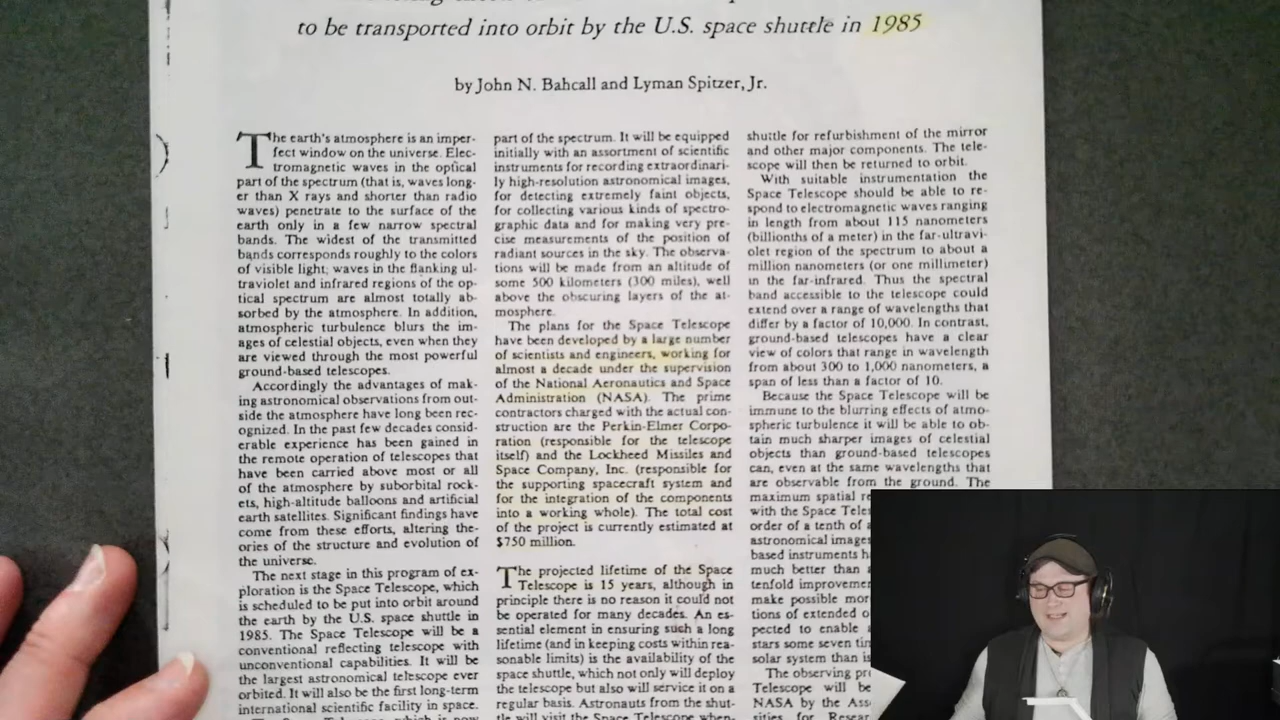 to be transported into orbit by the U.S. space shuttle in 1985
by John N. Bahcall and Lyman Spitzer, Jr.
The earth's atmosphere is an imper-
fect window on the universe. Elec-
tromagnetic waves in the optical
part of the spectrum (that is, waves long-
er than X rays and shorter than radio
waves) penetrate to the surface of the
earth only in a few narrow spectral
bands. The widest of the transmitted
bands corresponds roughly to the colors
of visible light; waves in the flanking ul-
traviolet and infrared regions of the op-
tical spectrum are almost totally ab-
sorbed by the atmosphere. In addition,
atmospheric turbulence blurs the im-
ages of celestial objects, even when they
are viewed through the most powerful
ground-based telescopes.
Accordingly the advantages of mak-
ing astronomical observations from out-
side the atmosphere have long been rec-
ognized. In the past few decades consid-
erable experience has been gained in
the remote operation of telescopes that
have been carried above most or all
of the atmosphere by suborbital rock-
ets, high-altitude balloons and artificial
earth satellites. Significant findings have
come from these efforts, altering the-
ories of the structure and evolution of
the universe.
The next stage in this program of ex-
ploration is the Space Telescope, which
is scheduled to be put into orbit around
the earth by the U.S. space shuttle in
1985. The Space Telescope will be a
conventional reflecting telescope with
unconventional capabilities. It will be
the largest astronomical telescope ever
orbited. It will also be the first long-term
international scientific facility in space.
part of the spectrum. It will be equipped
initially with an assortment of scientific
instruments for recording extraordinari-
ly high-resolution astronomical images,
for detecting extremely faint objects,
for collecting various kinds of spectro-
graphic data and for making very pre-
cise measurements of the position of
radiant sources in the sky. The observa-
tions will be made from an altitude of
some 500 kilometers (300 miles), well
above the obscuring layers of the at-
mosphere.
The plans for the Space Telescope
have been developed by a large number
of scientists and engineers, working for
almost a decade under the supervision
of the National Aeronautics and Space
Administration (NASA). The prime
contractors charged with the actual con-
struction are the Perkin-Elmer Corpo-
ration (responsible for the telescope
itself) and the Lockheed Missiles and
Space Company, Inc. (responsible for
the supporting spacecraft system and
for the integration of the components
into a working whole). The total cost
of the project is currently estimated at
$750 million.
The projected lifetime of the Space
Telescope is 15 years, although in
principle there is no reason it could not
be operated for many decades. An es-
sential element in ensuring such a long
lifetime (and in keeping costs within rea-
sonable limits) is the availability of the
space shuttle, which not only will deploy
the telescope but also will service it on a
regular basis. Astronauts from the shut-
tle will visit the Space Telescope when-
shuttle for refurbishment of the mirror
and other major components. The tele-
scope will then be returned to orbit.
With suitable instrumentation the
Space Telescope should be able to re-
spond to electromagnetic waves ranging
in length from about 115 nanometers
(billionths of a meter) in the far-ultravi-
olet region of the spectrum to about a
million nanometers (or one millimeter)
in the far-infrared. Thus the spectral
band accessible to the telescope could
extend over a range of wavelengths that
differ by a factor of 10,000. In contrast,
ground-based telescopes have a clear
view of colors that range in wavelength
from about 300 to 1,000 nanometers, a
span of less than a factor of 10.
Because the Space Telescope will be
immune to the blurring effects of atmo-
spheric turbulence it will be able to ob-
tain much sharper images of celestial
objects than ground-based telescopes
can, even at the same wavelengths that
are observable from the ground. The
maximum spatial
with the Space
order of a tenth of
astronomical images
based instruments
much better than
tenfold
make possible
tions of extended
pected to enable
stars some seven
solar system than
The observing
Telescope will be
NASA by the